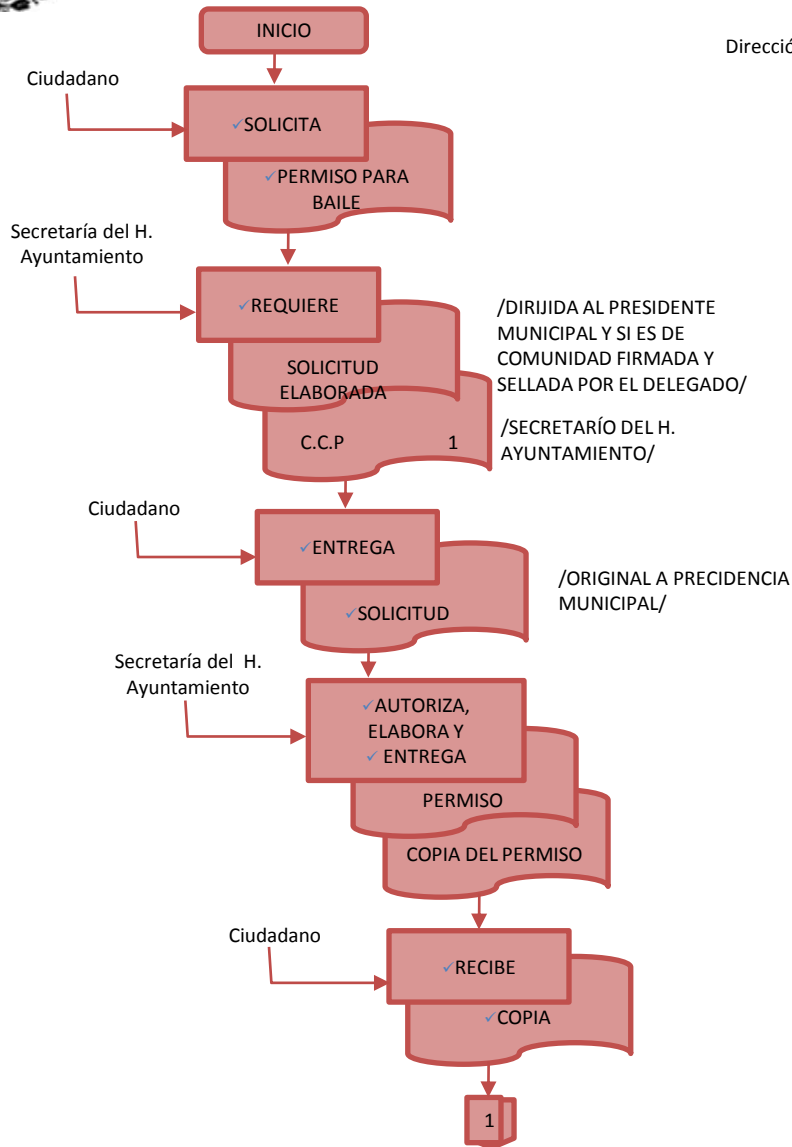 INICIO
Direcció
Ciudadano
✓SOLICITA
✓PERMISO PARA
BAILE
Secretaría del H.
Ayuntamiento
✓REQUIERE
/DIRIJIDA AL PRESIDENTE
MUNICIPAL Y SI ES DE
COMUNIDAD FIRMADA Y
SELLADA POR EL DELEGADO/
SOLICITUD
ELABORADA
C.C.P 1
/SECRETARÍO DEL H.
AYUNTAMIENTO/
Ciudadano
✓ENTREGA
✓SOLICITUD
/ORIGINAL A PRECIDENCIA
MUNICIPAL/
Secretaría del H.
Ayuntamiento
✓AUTORIZA,
ELABORA Y
✓ ENTREGA
PERMISO
COPIA DEL PERMISO
Ciudadano
✓RECIBE
✓COPIA
1